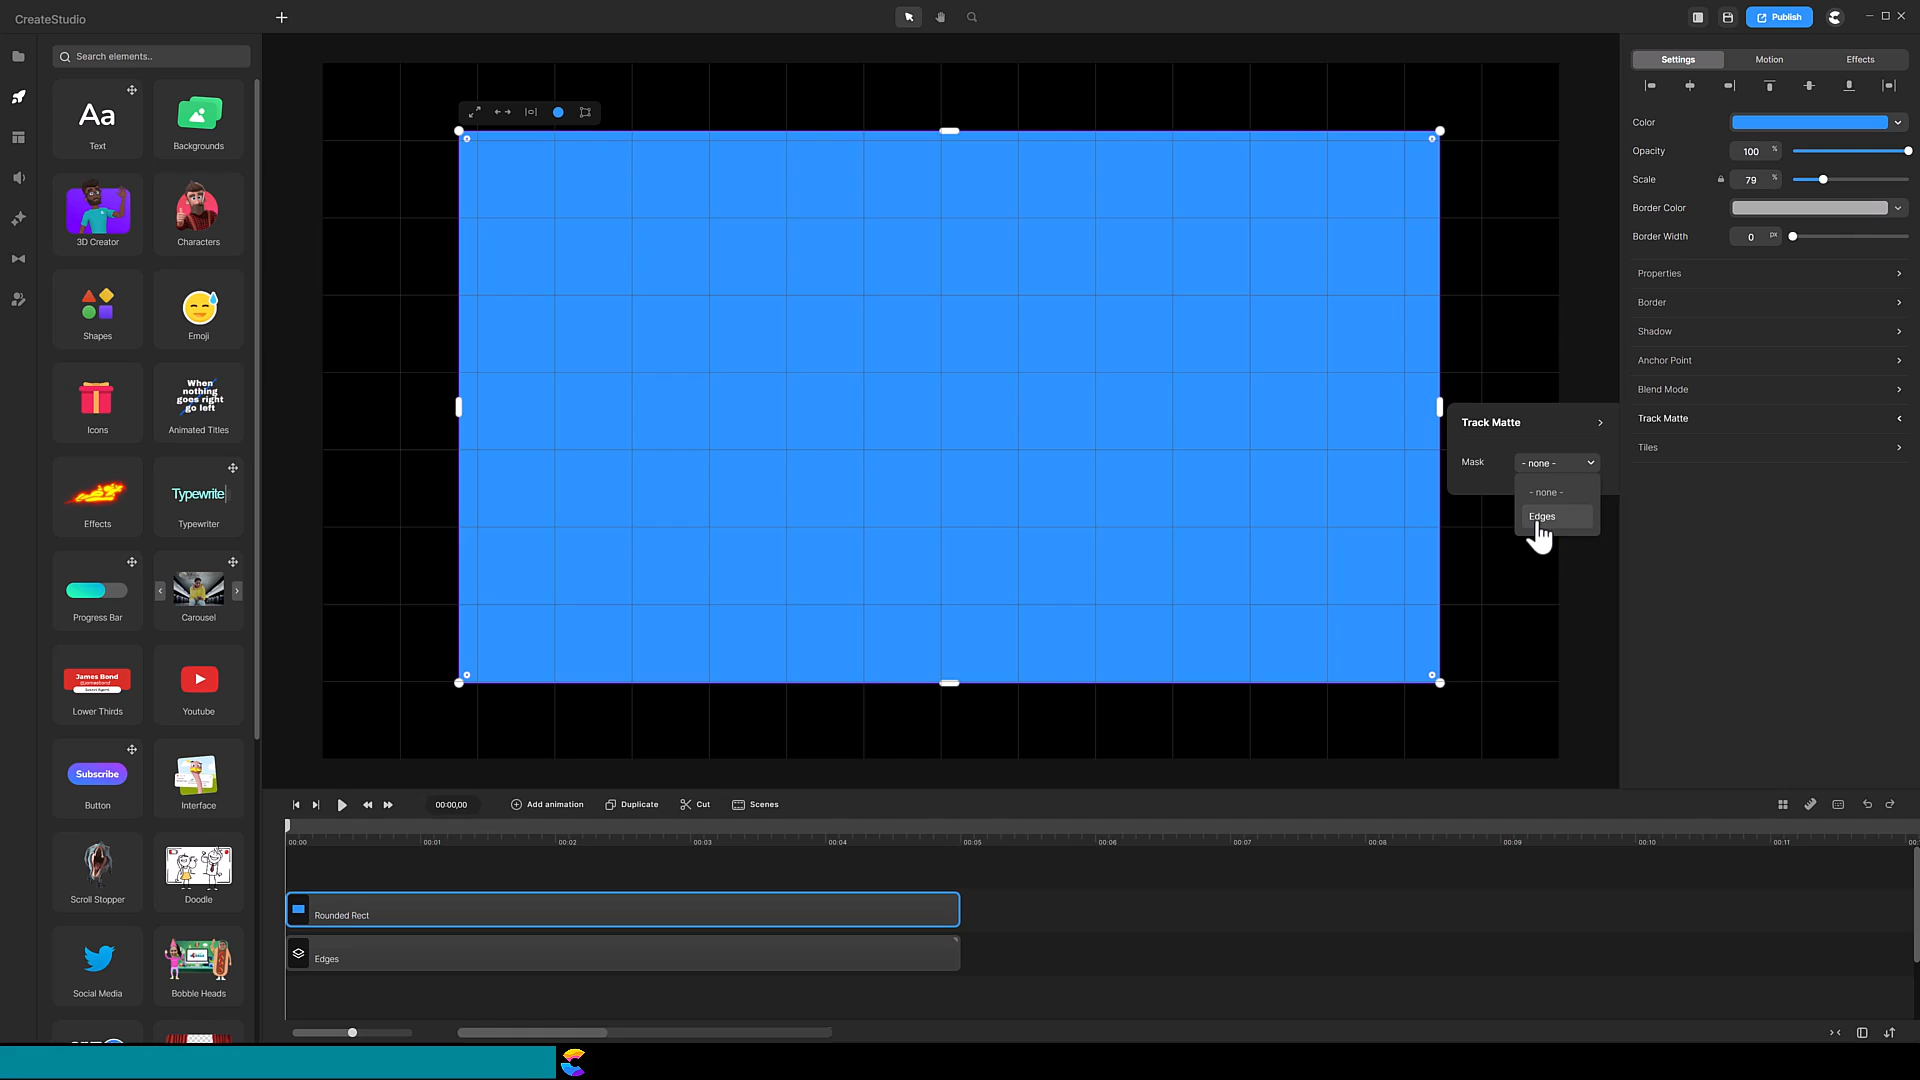 CreateStudio
Publish
Search elements..
Aa
Text
Backgrounds
3D Creator
Characters
Shapes
Emoji
Icons
When
nothing
goes right
go left
Animated Titles
Effects
Typewrite
Typewriter
Progress Bar
Carousel
James Bond
Lower Thirds
Youtube
Subscribe
Button
Interface
Scroll Stopper
Doodle
Social Media
Bobble Heads
Settings
Motion
Effects
Color
Opacity
100 %
Scale
79 %
Border Color
Border Width
0 px
Properties
Border
Shadow
Anchor Point
Blend Mode
Track Matte
Tiles
Track Matte
Mask
- none -
- none -
Edges
00:00,00
Add animation
Duplicate
Cut
Scenes
00:00
00:01
00:02
00:03
00:04
00:05
00:06
00:07
00:08
00:09
00:10
00:11
Rounded Rect
Edges